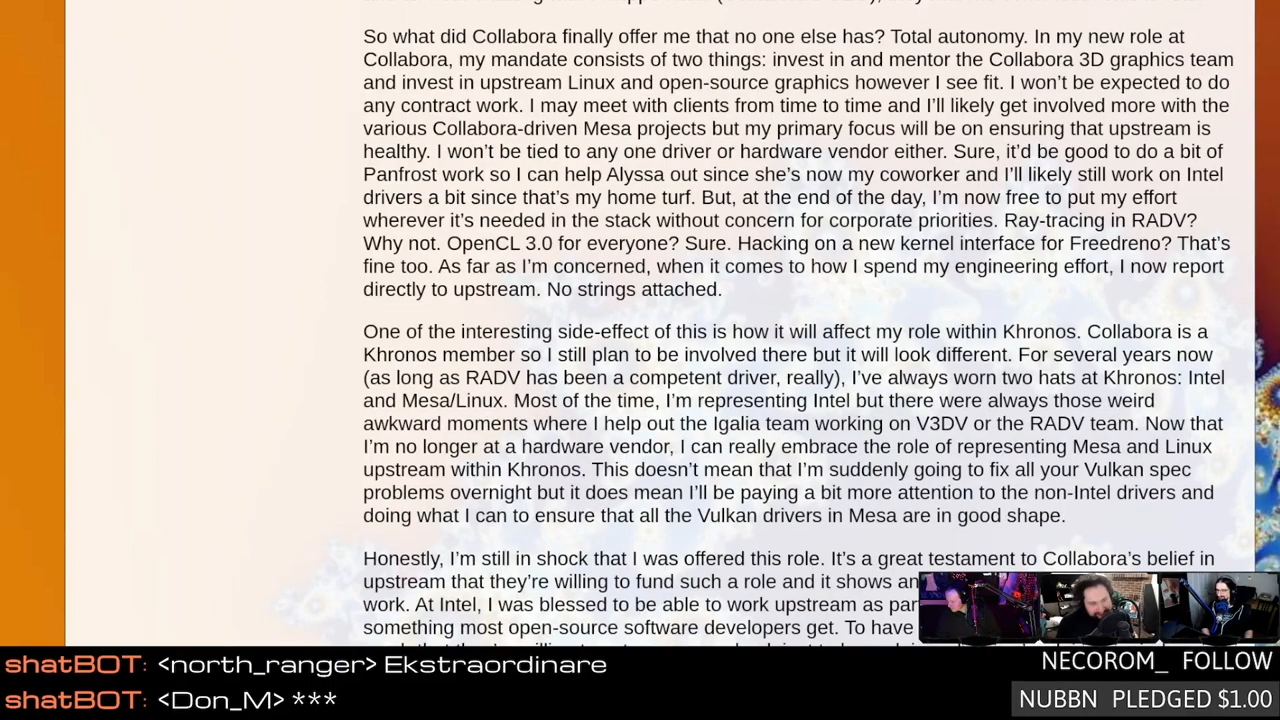 So what did Collabora finally offer me that no one else has? Total autonomy. In my new role at
Collabora, my mandate consists of two things: invest in and mentor the Collabora 3D graphics team
and invest in upstream Linux and open-source graphics however I see fit. I won’t be expected to do
any contract work. I may meet with clients from time to time and I’ll likely get involved more with the
various Collabora-driven Mesa projects but my primary focus will be on ensuring that upstream is
healthy. I won’t be tied to any one driver or hardware vendor either. Sure, it’d be good to do a bit of
Panfrost work so I can help Alyssa out since she’s now my coworker and I’ll likely still work on Intel
drivers a bit since that’s my home turf. But, at the end of the day, I’m now free to put my effort
wherever it’s needed in the stack without concern for corporate priorities. Ray-tracing in RADV?
Why not. OpenCL 3.0 for everyone? Sure. Hacking on a new kernel interface for Freedreno? That’s
fine too. As far as I’m concerned, when it comes to how I spend my engineering effort, I now report
directly to upstream. No strings attached.
One of the interesting side-effect of this is how it will affect my role within Khronos. Collabora is a
Khronos member so I still plan to be involved there but it will look different. For several years now
(as long as RADV has been a competent driver, really), I’ve always worn two hats at Khronos: Intel
and Mesa/Linux. Most of the time, I’m representing Intel but there were always those weird
awkward moments where I help out the Igalia team working on V3DV or the RADV team. Now that
I’m no longer at a hardware vendor, I can really embrace the role of representing Mesa and Linux
upstream within Khronos. This doesn’t mean that I’m suddenly going to fix all your Vulkan spec
problems overnight but it does mean I’ll be paying a bit more attention to the non-Intel drivers and
doing what I can to ensure that all the Vulkan drivers in Mesa are in good shape.
Honestly, I’m still in shock that I was offered this role. It’s a great testament to Collabora’s belief in
upstream that they’re willing to fund such a role and it shows an
work. At Intel, I was blessed to be able to work upstream as par
something most open-source software developers get. To have
shatBOT: <north_ranger> Ekstraordinare
NECOROM_ FOLLOW
shatBOT: <Don_M> ***
NUBBN PLEDGED $1.00